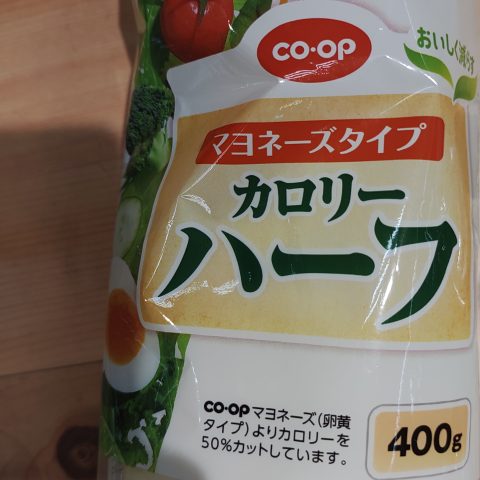 CO·OP
おいしく減らす
マヨネーズタイプ
カロリー
ハーフ
CO·OP マヨネーズ（卵黄
タイプ）よりカロリーを
50％カットしています。
400g